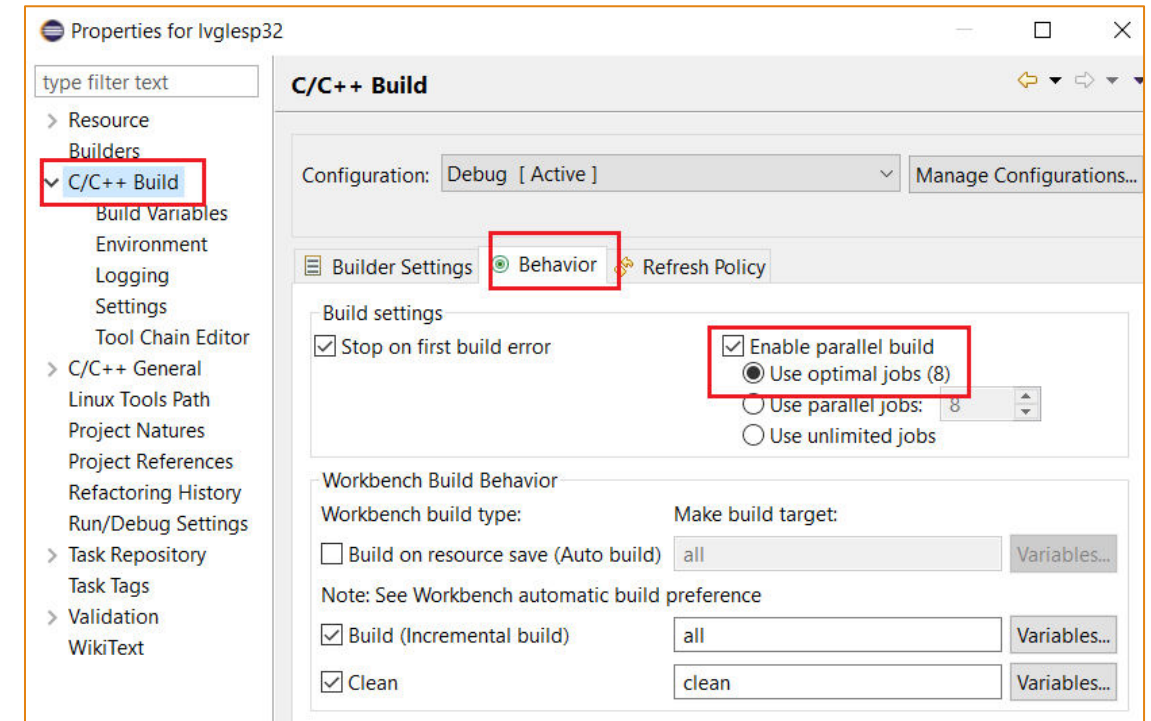 Properties for lvglesp32
type filter text
Resource
Builders
C/C++ Build
Build Variables
Environment
Logging
Settings
Tool Chain Editor
C/C++ General
Linux Tools Path
Project Natures
Project References
Refactoring History
Run/Debug Settings
Task Repository
Task Tags
Validation
WikiText
C/C++ Build
Configuration: Debug [ Active ] Manage Configurations...
Builder Settings Behavior Refresh Policy
Build settings
Stop on first build error Enable parallel build
Use optimal jobs (8)
Use parallel jobs: 8
Use unlimited jobs
Workbench Build Behavior
Workbench build type: Make build target:
Build on resource save (Auto build) all Variables...
Note: See Workbench automatic build preference
Build (Incremental build) all Variables...
Clean clean Variables...